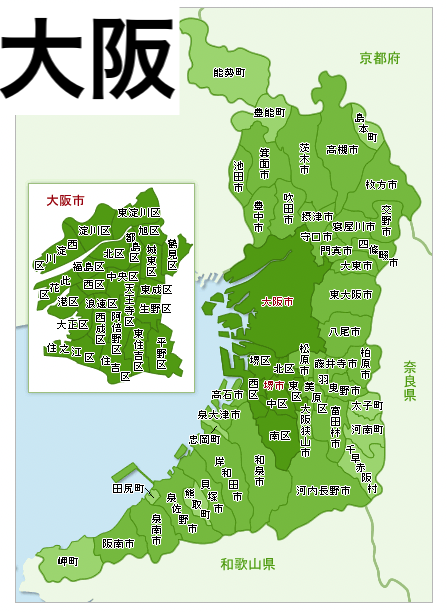 大阪
京都府
能勢町
豊能町
島本町
池田市
箕面市
茨木市
高槻市
枚方市
豊中市
吹田市
摂津市
交野市
寝屋川市
守口市
門真市
四條畷市
大東市
大阪市
東大阪市
八尾市
松原市
柏原市
藤井寺市
羽曳野市
太子町
河南町
千早赤阪村
富田林市
美原区
大阪狭山市
河内長野市
堺区
北区
西区
堺市
東区
中区
南区
高石市
泉大津市
忠岡町
和泉市
岸和田市
貝塚市
熊取町
泉佐野市
田尻町
泉南市
阪南市
岬町
奈良県
和歌山県
大阪市
東淀川区
淀川区
旭区
西淀川区
北区
都島区
城東区
鶴見区
福島区
此花区
西区
中央区
東成区
港区
浪速区
天王寺区
生野区
大正区
西成区
阿倍野区
東住吉区
平野区
住之江区
住吉区